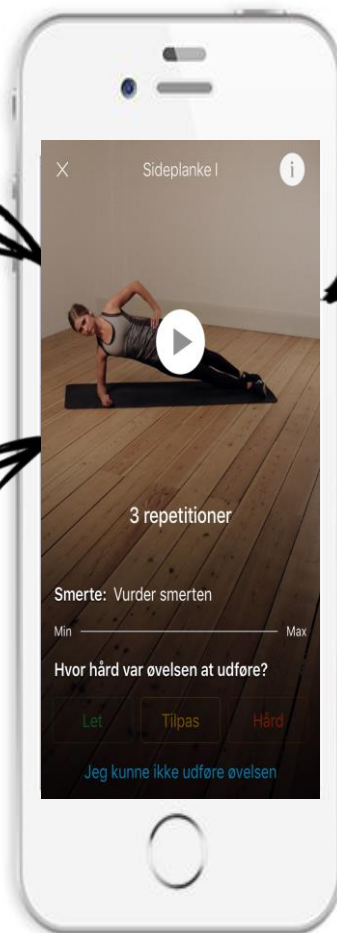 Sideplanke I
i
3 repetitioner
Smerte: Vurder smerten
Min Max
Hvor hård var øvelsen at udføre?
Let Tilpas Hård
Jeg kunne ikke udføre øvelsen